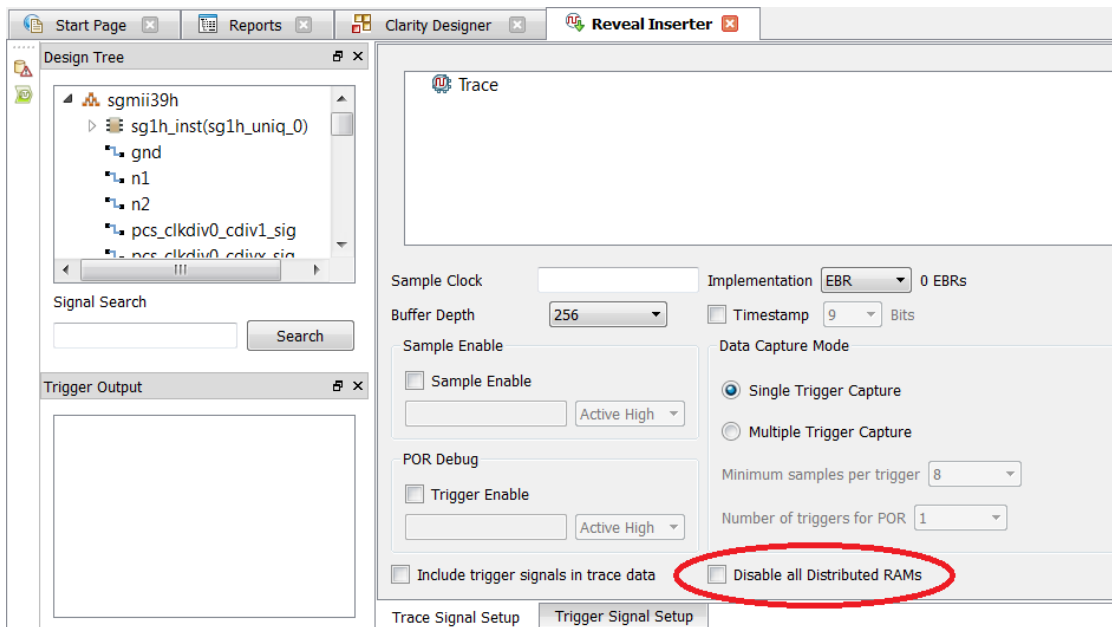 Start Page
Reports
Clarity Designer
Reveal Inserter
Design Tree
sgmii39h
sg1h_inst(sg1h_uniq_0)
gnd
n1
n2
pcs_clkdiv0_cdiv1_sig
pcs_clkdiv0_cdivx_sig
Signal Search
Search
Trigger Output
Trace
Sample Clock
Implementation EBR 0 EBRs
Buffer Depth 256
Timestamp 9 Bits
Sample Enable
Sample Enable
Active High
POR Debug
Trigger Enable
Active High
Data Capture Mode
Single Trigger Capture
Multiple Trigger Capture
Minimum samples per trigger 8
Number of triggers for POR 1
Include trigger signals in trace data
Disable all Distributed RAMs
Trace Signal Setup
Trigger Signal Setup